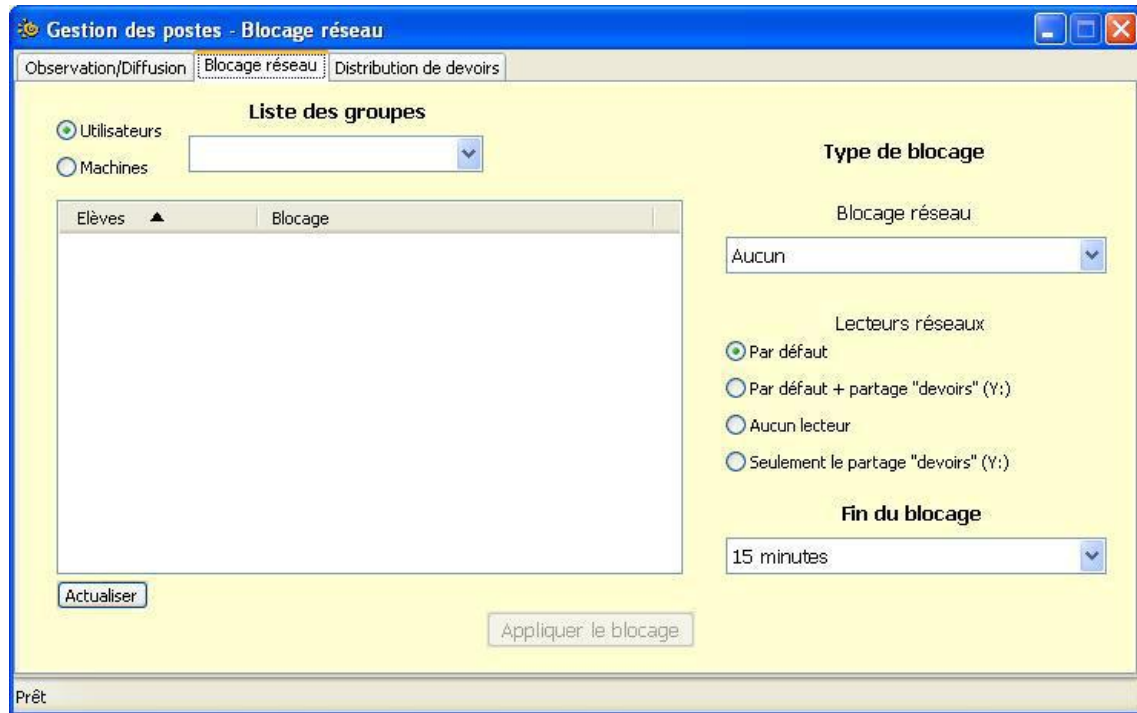 Gestion des postes - Blocage réseau
Observation/Diffusion Blocage réseau Distribution de devoirs
Liste des groupes
Utilisateurs
Machines
Elèves Blocage
Actualiser
Type de blocage
Blocage réseau
Aucun
Lecteurs réseaux
Par défaut
Par défaut + partage "devoirs" (Y:)
Aucun lecteur
Seulement le partage "devoirs" (Y:)
Fin du blocage
15 minutes
Appliquer le blocage
Prêt